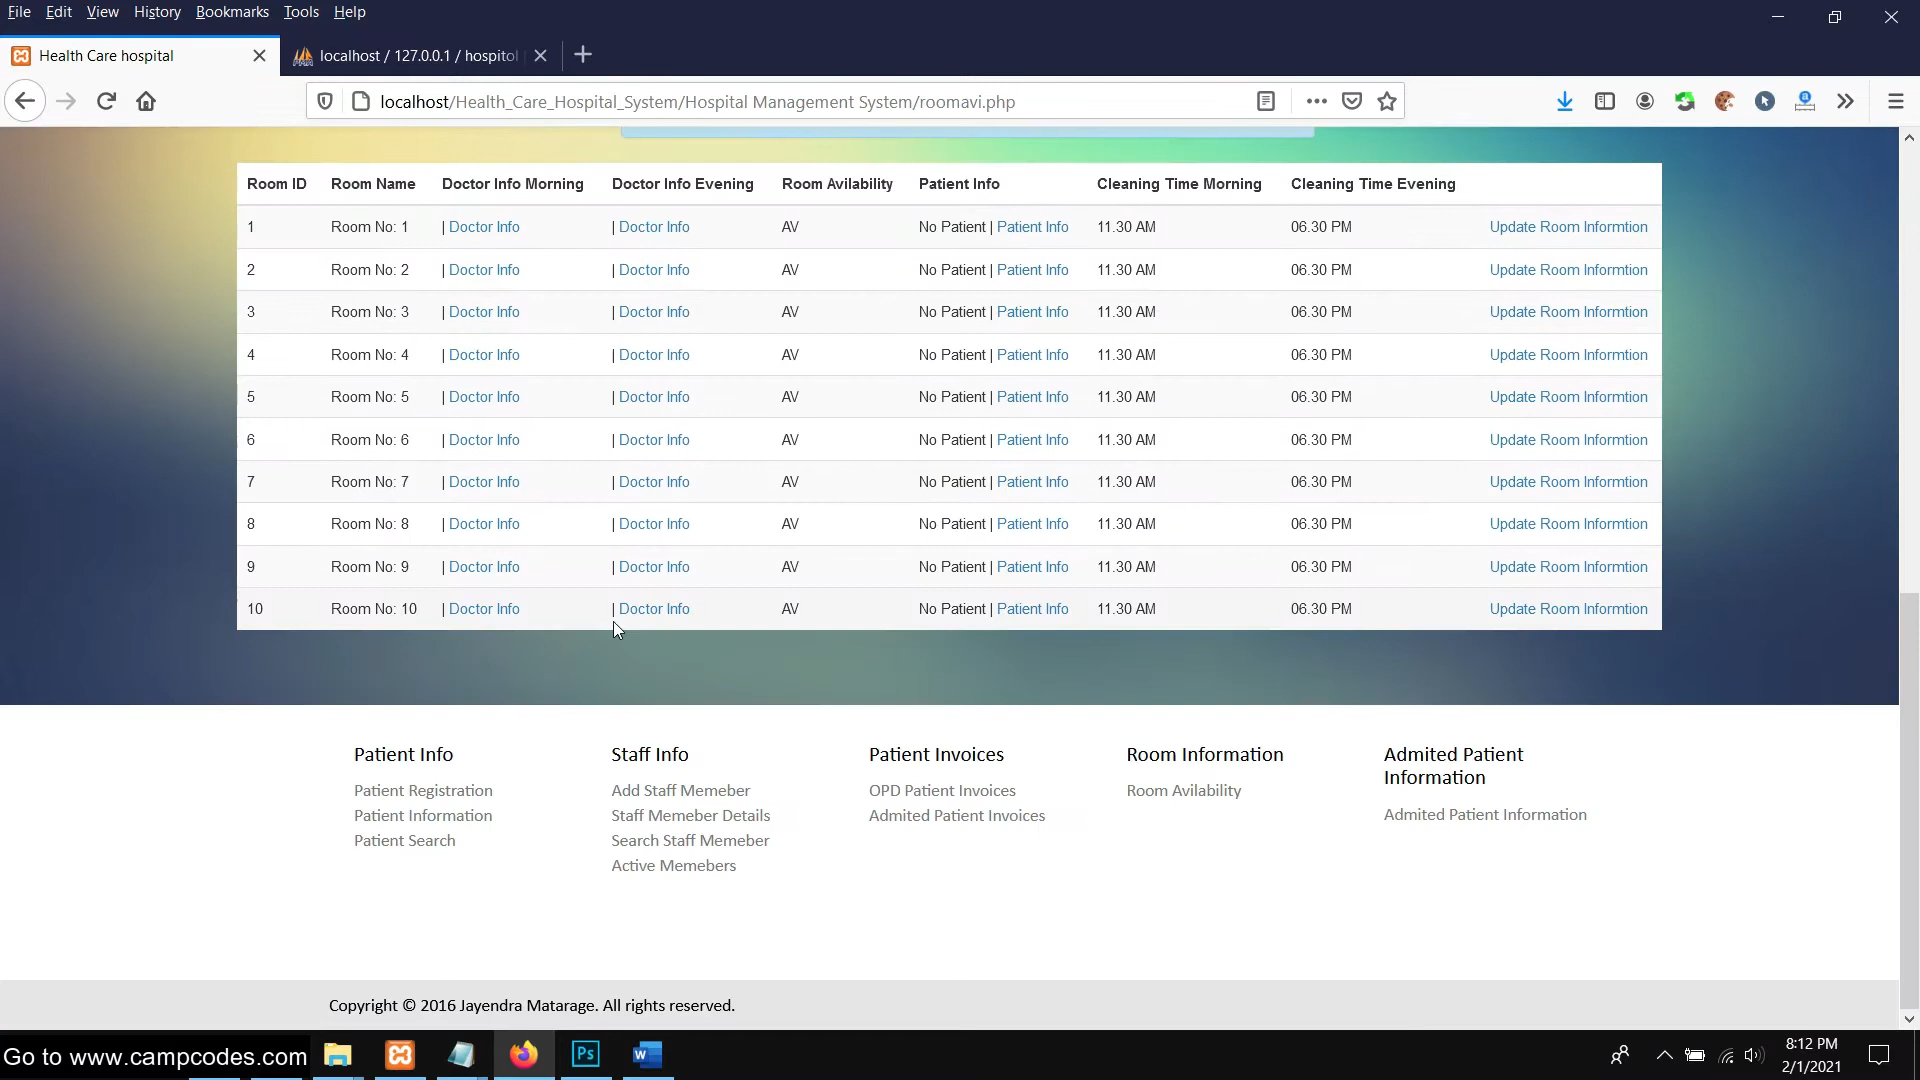 File Edit View History Bookmarks Tools Help
Health Care hospital
localhost / 127.0.0.1 / hospitol
localhost/Health_Care_Hospital_System/Hospital Management System/roomavi.php
Room ID Room Name Doctor Info Morning Doctor Info Evening Room Avilability Patient Info Cleaning Time Morning Cleaning Time Evening
1 Room No: 1 | Doctor Info | Doctor Info AV No Patient | Patient Info 11.30 AM 06.30 PM Update Room Informtion
2 Room No: 2 | Doctor Info | Doctor Info AV No Patient | Patient Info 11.30 AM 06.30 PM Update Room Informtion
3 Room No: 3 | Doctor Info | Doctor Info AV No Patient | Patient Info 11.30 AM 06.30 PM Update Room Informtion
4 Room No: 4 | Doctor Info | Doctor Info AV No Patient | Patient Info 11.30 AM 06.30 PM Update Room Informtion
5 Room No: 5 | Doctor Info | Doctor Info AV No Patient | Patient Info 11.30 AM 06.30 PM Update Room Informtion
6 Room No: 6 | Doctor Info | Doctor Info AV No Patient | Patient Info 11.30 AM 06.30 PM Update Room Informtion
7 Room No: 7 | Doctor Info | Doctor Info AV No Patient | Patient Info 11.30 AM 06.30 PM Update Room Informtion
8 Room No: 8 | Doctor Info | Doctor Info AV No Patient | Patient Info 11.30 AM 06.30 PM Update Room Informtion
9 Room No: 9 | Doctor Info | Doctor Info AV No Patient | Patient Info 11.30 AM 06.30 PM Update Room Informtion
10 Room No: 10 | Doctor Info | Doctor Info AV No Patient | Patient Info 11.30 AM 06.30 PM Update Room Informtion
Patient Info
Patient Registration
Patient Information
Patient Search
Staff Info
Add Staff Memeber
Staff Memeber Details
Search Staff Memeber
Active Memebers
Patient Invoices
OPD Patient Invoices
Admited Patient Invoices
Room Information
Room Avilability
Admited Patient
Information
Admited Patient Information
Copyright © 2016 Jayendra Matarage. All rights reserved.
Go to www.campcodes.com
Ps
W
8:12 PM
2/1/2021